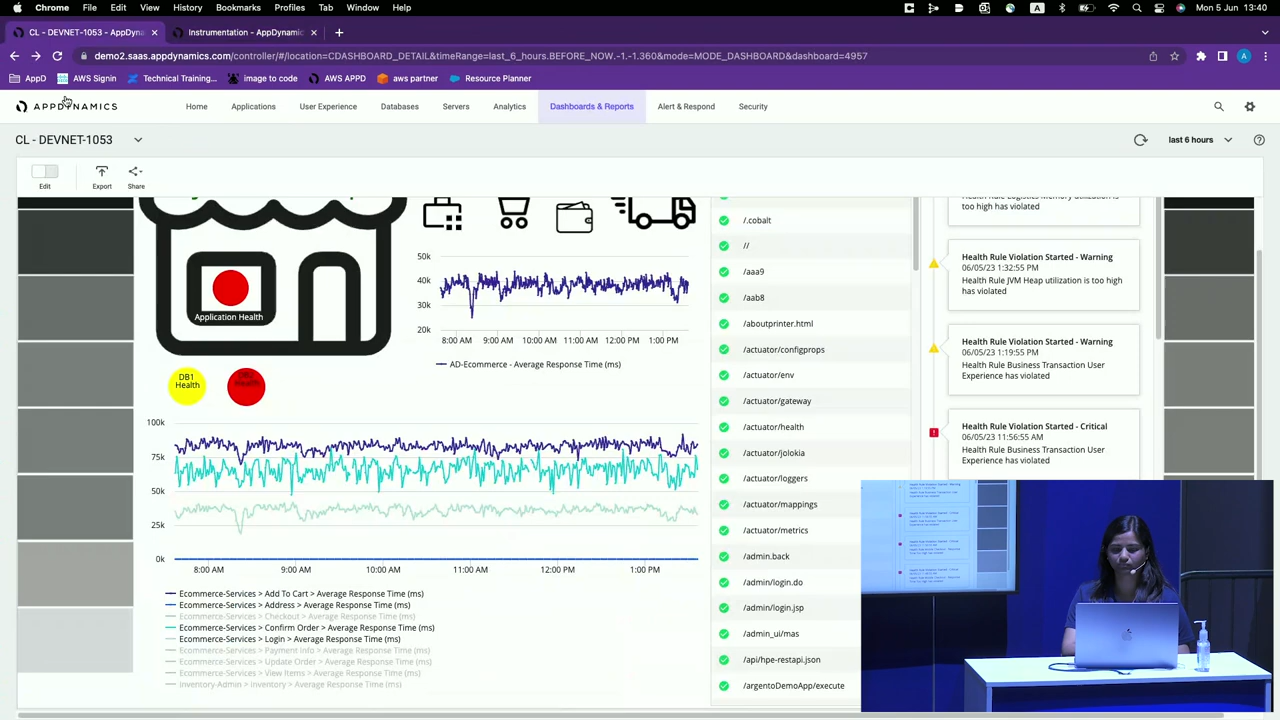 Chrome File Edit View History Bookmarks Profiles Tab Window Help
A
Mon 5 Jun 13:40
CL - DEVNET-1053 - AppDyna
Instrumentation - AppDynamics
demo2.saas.appdynamics.com/controller/#/location=CDASHBOARD_DETAIL&timeRange=last_6_hours.BEFORE_NOW.-1.-1.360&mode=MODE_DASHBOARD&dashboard=4957
A
AppD AWS Signin Technical Training... image to code AWS APPD aws partner Resource Planner
APPDYNAMICS Home Applications User Experience Databases Servers Analytics Dashboards & Reports Alert & Respond Security
CL - DEVNET-1053
last 6 hours
Edit Export Share
Application Health
DB1
Health
DB2
Health
50k
40k
30k
20k
8:00 AM 9:00 AM 10:00 AM 11:00 AM 12:00 PM 1:00 PM
AD-Ecommerce - Average Response Time (ms)
100k
75k
50k
25k
0k
8:00 AM 9:00 AM 10:00 AM 11:00 AM 12:00 PM 1:00 PM
Ecommerce-Services > Add To Cart > Average Response Time (ms)
Ecommerce-Services > Address > Average Response Time (ms)
Ecommerce-Services > Checkout > Average Response Time (ms)
Ecommerce-Services > Confirm Order > Average Response Time (ms)
Ecommerce-Services > Login > Average Response Time (ms)
Ecommerce-Services > Payment Info > Average Response Time (ms)
Ecommerce-Services > Update Order > Average Response Time (ms)
Ecommerce-Services > View Items > Average Response Time (ms)
Inventory-Admin > Inventory > Average Response Time (ms)
/.cobalt
//
/aaa9
/aab8
/aboutprinter.html
/actuator/configprops
/actuator/env
/actuator/gateway
/actuator/health
/actuator/jolokia
/actuator/loggers
/actuator/mappings
/actuator/metrics
/admin.back
/admin/login.do
/admin/login.jsp
/admin_ui/mas
/api/hpe-restapi.json
/argentoDemoApp/execute
Health Rule Logistics Memory utilization is
too high has violated
Health Rule Violation Started - Warning
06/05/23 1:32:55 PM
Health Rule JVM Heap utilization is too high
has violated
Health Rule Violation Started - Warning
06/05/23 1:19:55 PM
Health Rule Business Transaction User
Experience has violated
Health Rule Violation Started - Critical
06/05/23 11:56:55 AM
Health Rule Business Transaction User
Experience has violated